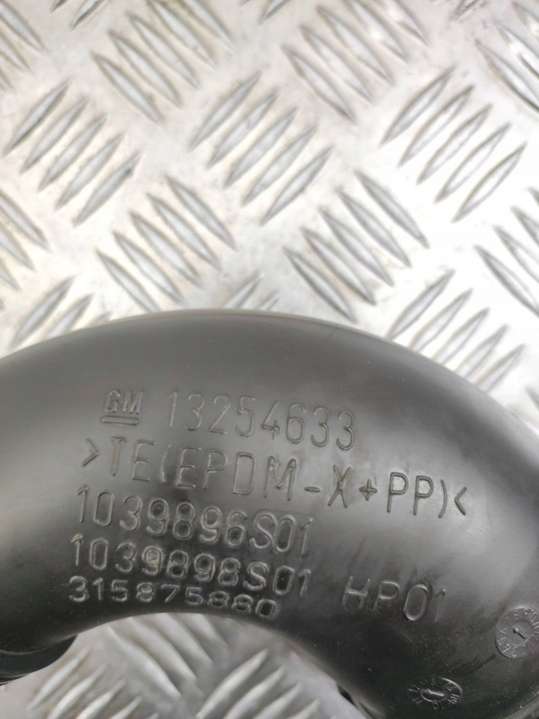 GM 13254633
>TE(EPDM-X+PP)<
1039896S01
1039898S01 HP01
315875880